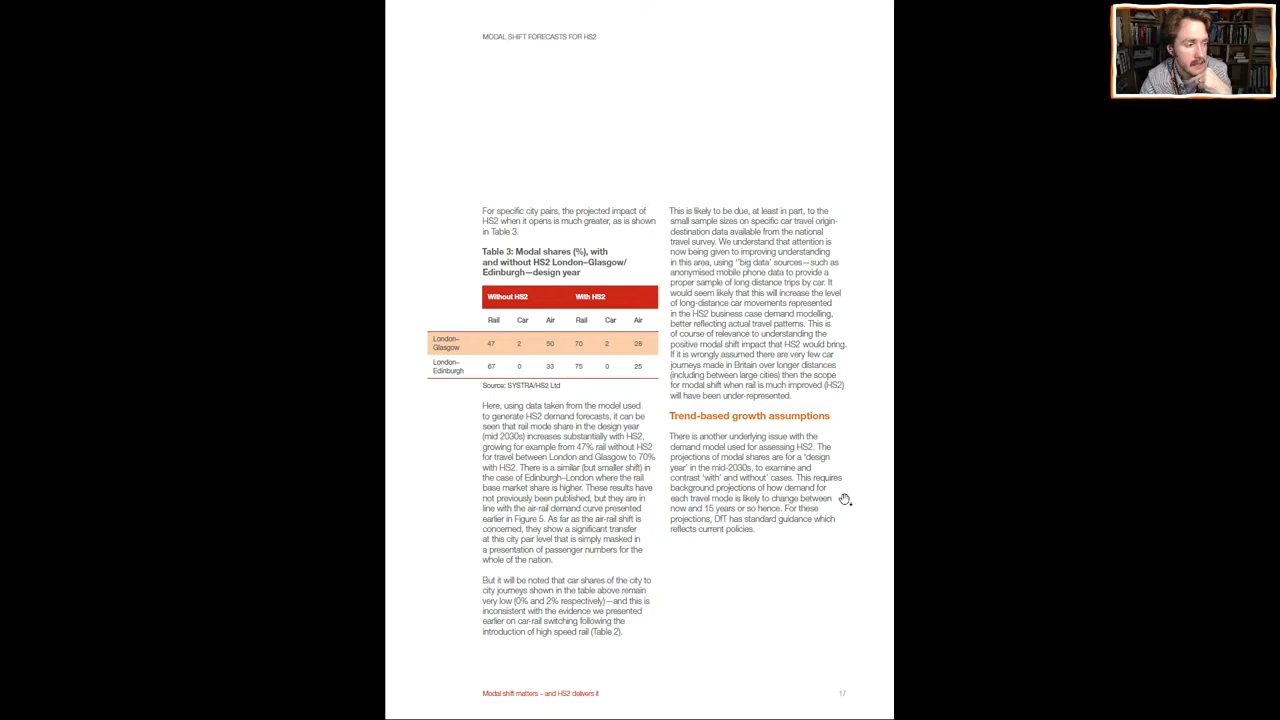 MODAL SHIFT FORECASTS FOR HS2
For specific city pairs, the projected impact of
HS2 when it opens is much greater, as is shown
in Table 3.
Table 3: Modal shares (%), with
and without HS2 London–Glasgow/
Edinburgh—design year
Without HS2 With HS2
Rail Car Air Rail Car Air
London–
Glasgow
47 2 50 70 2 28
London–
Edinburgh
67 0 33 75 0 25
Source: SYSTRA/HS2 Ltd
Here, using data taken from the model used
to generate HS2 demand forecasts, it can be
seen that rail mode share in the design year
(mid 2030s) increases substantially with HS2,
growing for example from 47% rail without HS2
for travel between London and Glasgow to 70%
with HS2. There is a similar (but smaller shift) in
the case of Edinburgh–London where the rail
base market share is higher. These results have
not previously been published, but they are in
line with the air-rail demand curve presented
earlier in Figure 5. As far as the air-rail shift is
concerned, they show a significant transfer
at this city pair level that is simply masked in
a presentation of passenger numbers for the
whole of the nation.
But it will be noted that car shares of the city to
city journeys shown in the table above remain
very low (0% and 2% respectively)—and this is
inconsistent with the evidence we presented
earlier on car-rail switching following the
introduction of high speed rail (Table 2).
This is likely to be due, at least in part, to the
small sample sizes on specific car travel origin-
destination data available from the national
travel survey. We understand that attention is
now being given to improving understanding
in this area, using ‘'big data’ sources—such as
anonymised mobile phone data to provide a
proper sample of long distance trips by car. It
would seem likely that this will increase the level
of long-distance car movements represented
in the HS2 business case demand modelling,
better reflecting actual travel patterns. This is
of course of relevance to understanding the
positive modal shift impact that HS2 would bring.
If it is wrongly assumed there are very few car
journeys made in Britain over longer distances
(including between large cities) then the scope
for modal shift when rail is much improved (HS2)
will have been under-represented.
Trend-based growth assumptions
There is another underlying issue with the
demand model used for assessing HS2. The
projections of modal shares are for a ‘design
year’ in the mid-2030s, to examine and
contrast ‘with’ and without’ cases. This requires
background projections of how demand for
each travel mode is likely to change between
now and 15 years or so hence. For these
projections, DfT has standard guidance which
reflects current policies.
Modal shift matters – and HS2 delivers it
17